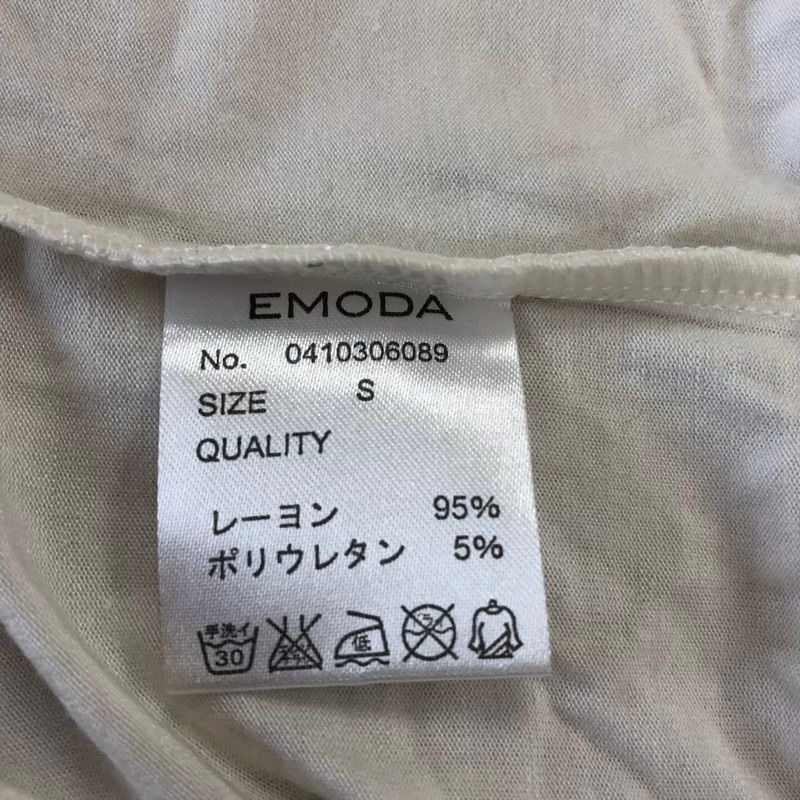 EMODA
No. 0410306089
SIZE S
QUALITY
レーヨン 95%
ポリウレタン 5%
手洗イ 30 低